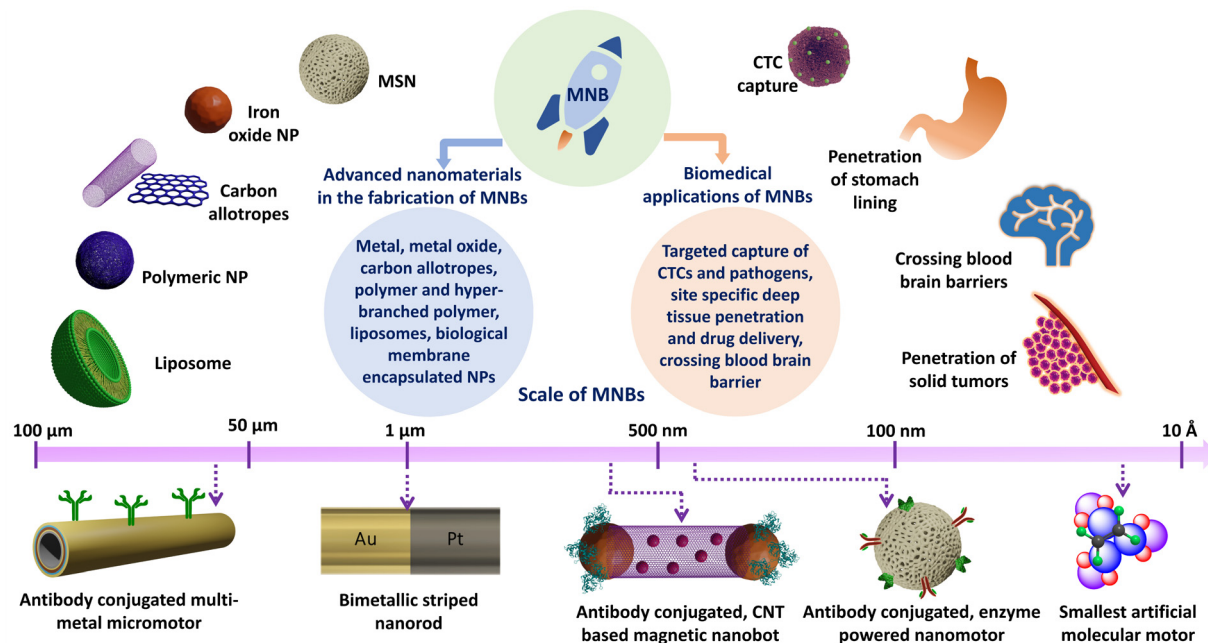 MSN
Iron
oxide NP
Carbon
allotropes
Polymeric NP
Liposome
MNB
Advanced nanomaterials
in the fabrication of MNBs
Metal, metal oxide,
carbon allotropes,
polymer and hyper-
branched polymer,
liposomes, biological
membrane
encapsulated NPs
Biomedical
applications of MNBs
Targeted capture of
CTCs and pathogens,
site specific deep
tissue penetration
and drug delivery,
crossing blood brain
barrier
CTC
capture
Penetration
of stomach
lining
Crossing blood
brain barriers
Penetration of
solid tumors
Scale of MNBs
100 µm
50 µm
1 µm
500 nm
100 nm
10 Å
Au
Pt
Antibody conjugated multi-
metal micromotor
Bimetallic striped
nanorod
Antibody conjugated, CNT
based magnetic nanobot
Antibody conjugated, enzyme
powered nanomotor
Smallest artificial
molecular motor